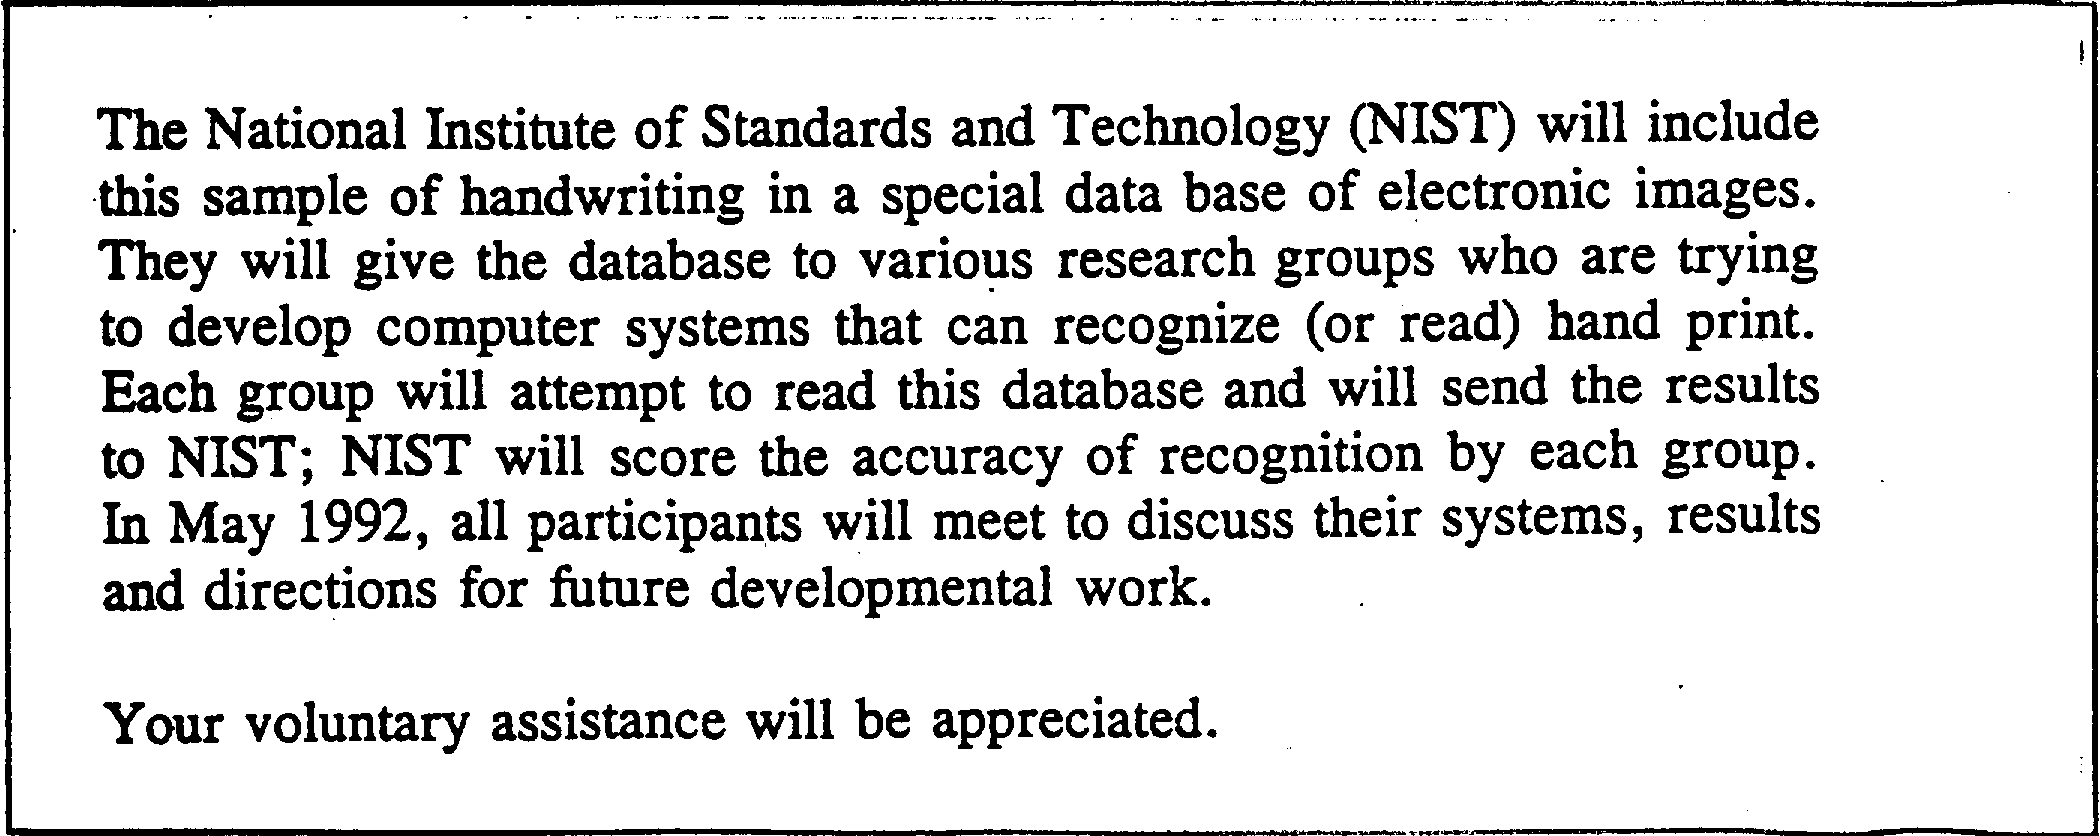 The National Institute of Standards and Technology (NIST) will include
this sample of handwriting in a special data base of electronic images.
They will give the database to various research groups who are trying
to develop computer systems that can recognize (or read) hand print.
Each group will attempt to read this database and will send the results
to NIST; NIST will score the accuracy of recognition by each group.
In May 1992, all participants will meet to discuss their systems, results
and directions for future developmental work.
Your voluntary assistance will be appreciated.